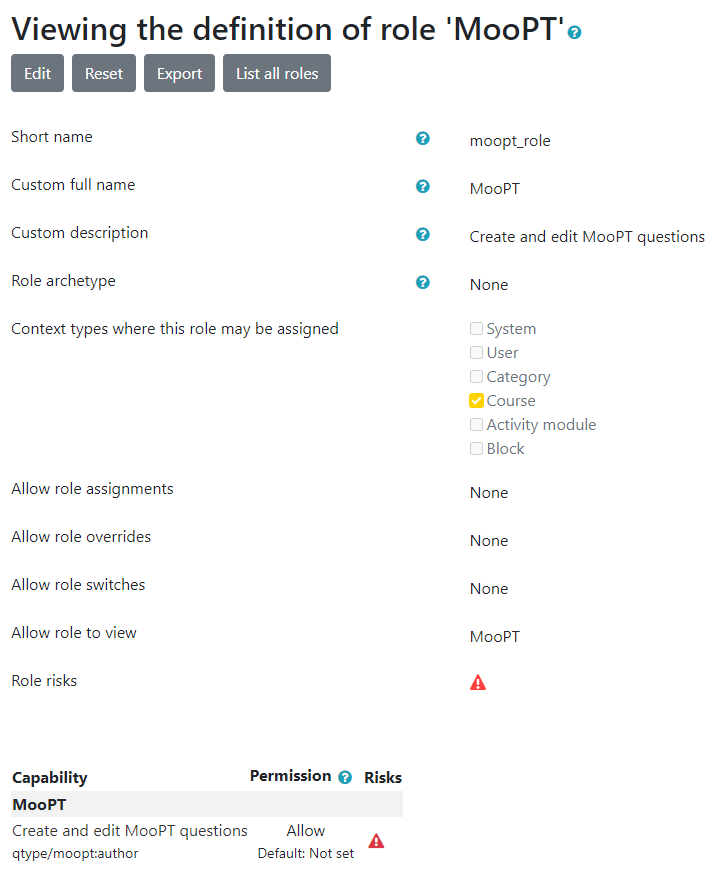 Viewing the definition of role 'MooPT'
Edit Reset Export List all roles
Short name moopt_role
Custom full name MooPT
Custom description Create and edit MooPT questions
Role archetype None
Context types where this role may be assigned System
User
Category
Course
Activity module
Block
Allow role assignments None
Allow role overrides None
Allow role switches None
Allow role to view MooPT
Role risks
Capability Permission Risks
MooPT
Create and edit MooPT questions Allow
qtype/moopt:author Default: Not set